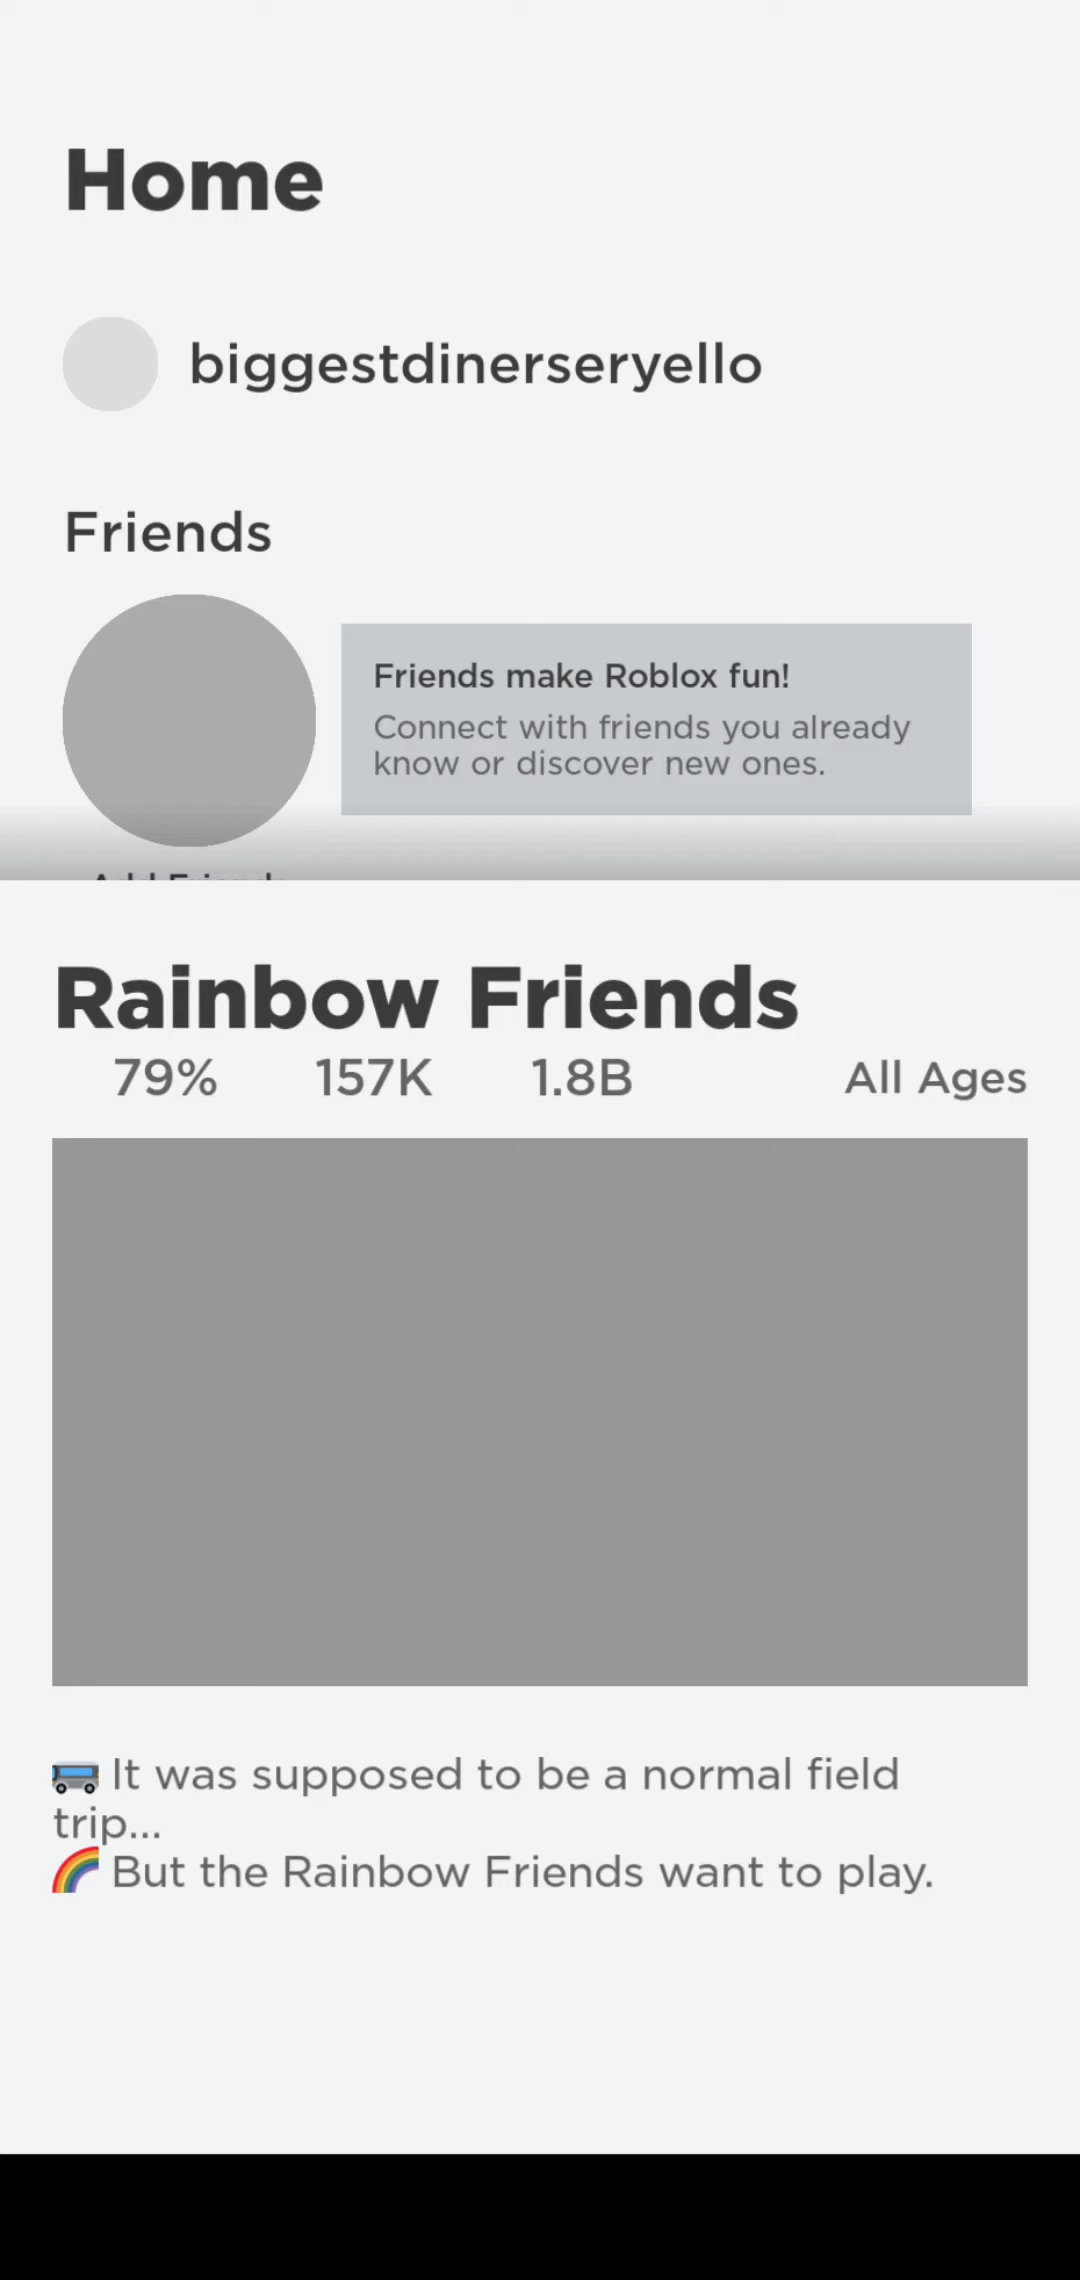 Home
biggestdinerseryello
Friends
Friends make Roblox fun!
Connect with friends you already
know or discover new ones.
Rainbow Friends
79% 157K 1.8B All Ages
🚌 It was supposed to be a normal field
trip...
🌈 But the Rainbow Friends want to play.